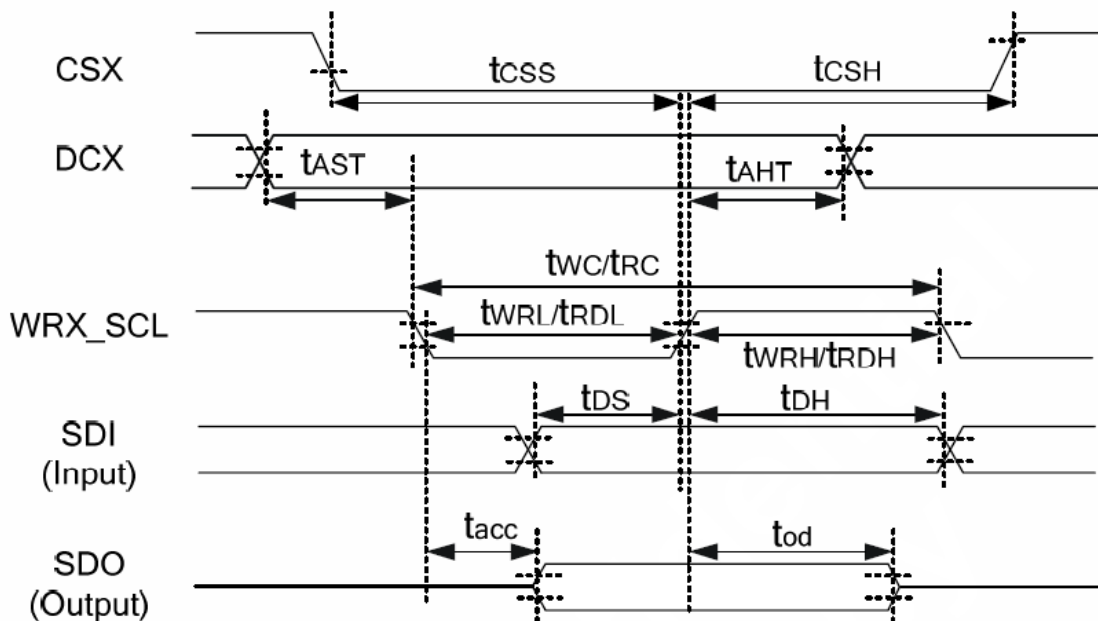 CSX
tCSS
tCSH
DCX
tAST
tAHT
tWC/tRC
WRX_SCL
tWRL/tRDL
tWRH/tRDH
tDS
tDH
SDI
(Input)
tacc
tod
SDO
(Output)